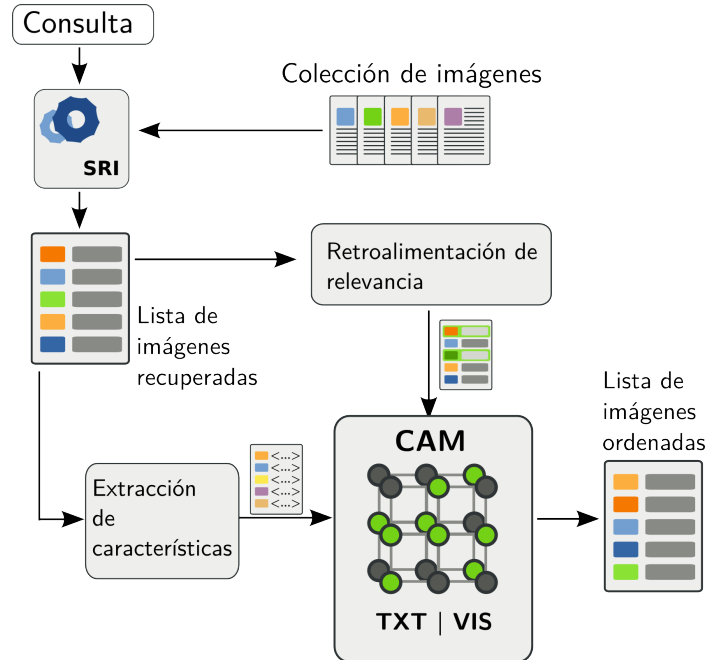 Consulta
Colección de imágenes
SRI
Retroalimentación de
relevancia
Lista de
imágenes
recuperadas
Lista de
imágenes
ordenadas
CAM
<...>
<...>
<...>
<...>
<...>
Extracción
de
características
TXT | VIS